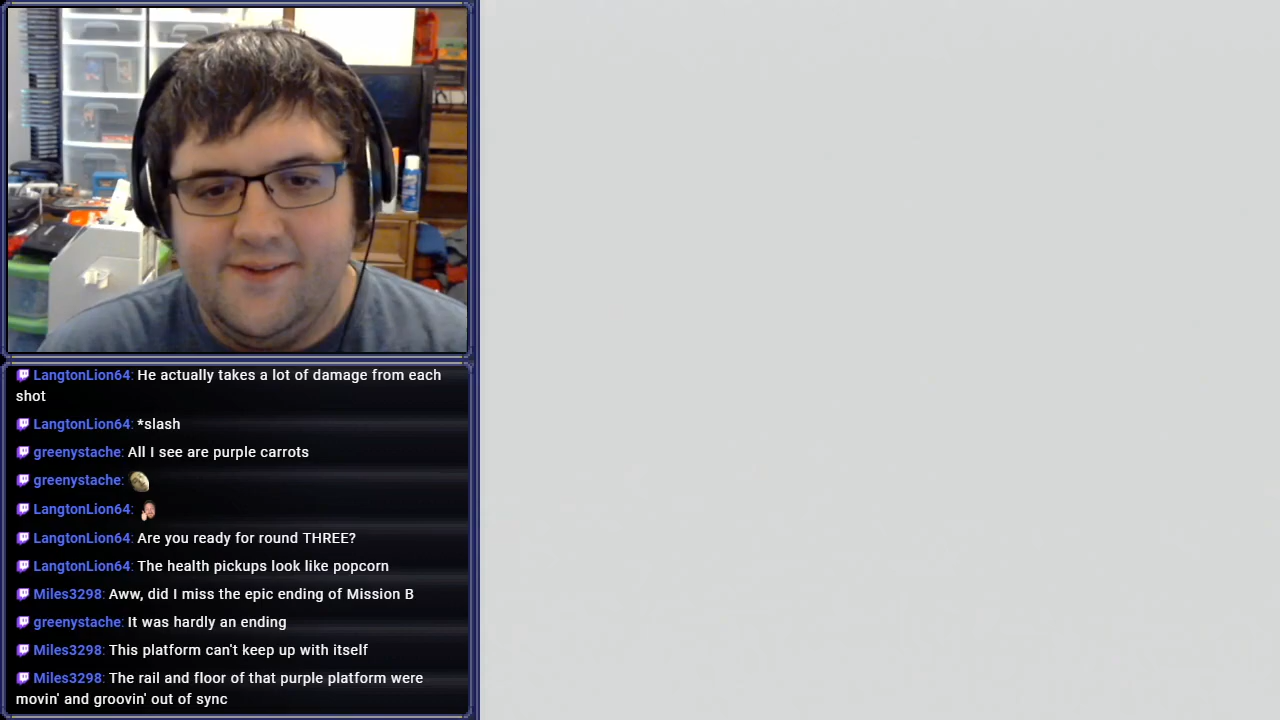 LangtonLion64: He actually takes a lot of damage from each
shot
LangtonLion64: *slash
greenystache: All I see are purple carrots
greenystache:
LangtonLion64:
LangtonLion64: Are you ready for round THREE?
LangtonLion64: The health pickups look like popcorn
Miles3298: Aww, did I miss the epic ending of Mission B
greenystache: It was hardly an ending
Miles3298: This platform can't keep up with itself
Miles3298: The rail and floor of that purple platform were
movin' and groovin' out of sync